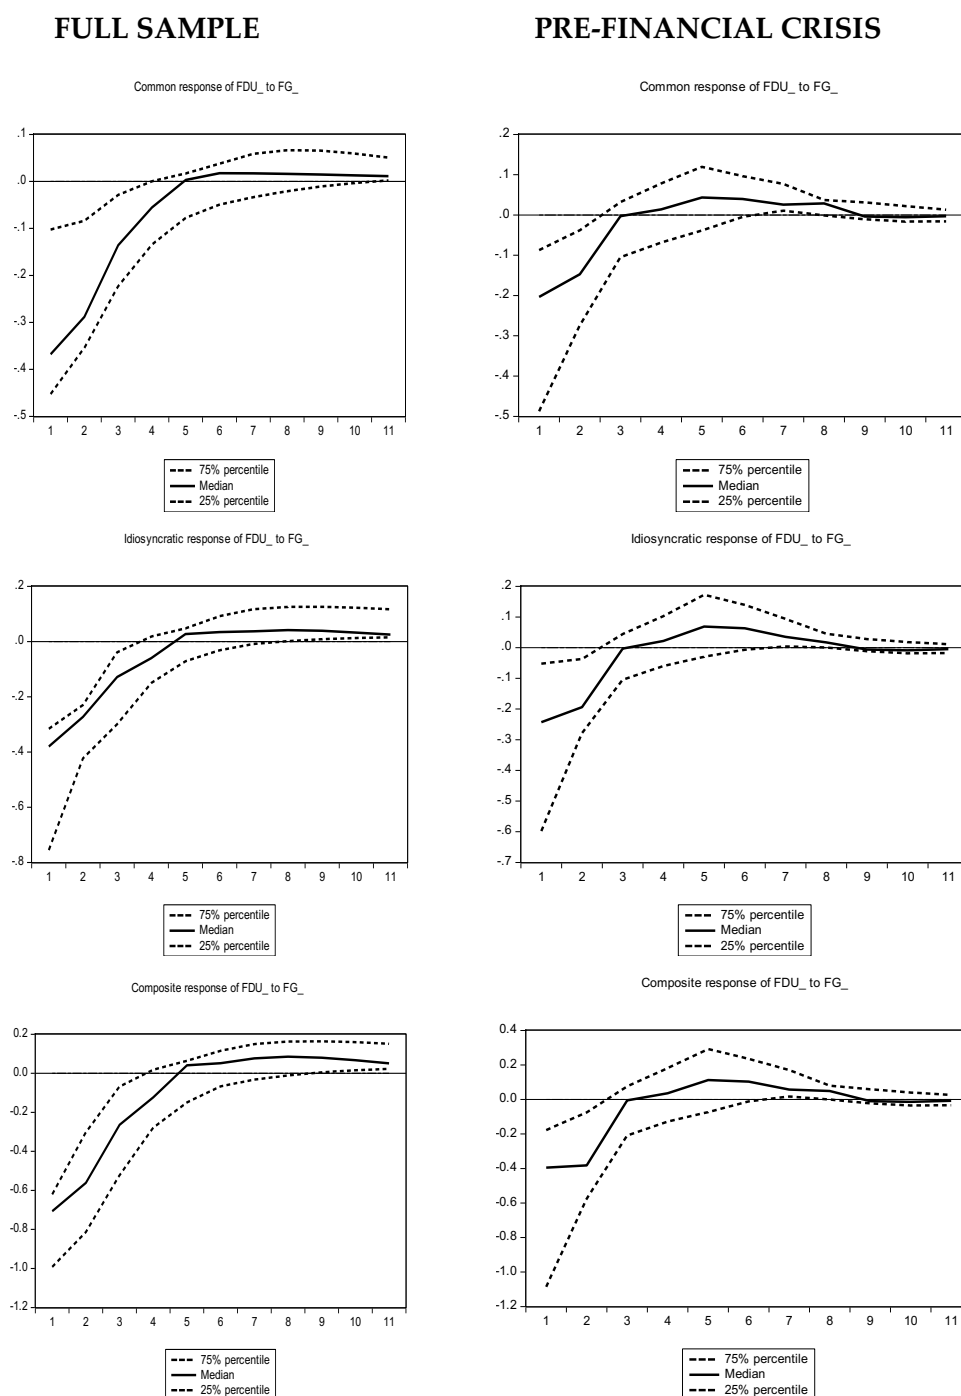 FULL SAMPLE
PRE-FINANCIAL CRISIS
Common response of FDU_ to FG_
.1
.0
-.1
-.2
-.3
-.4
-.5
1 2 3 4 5 6 7 8 9 10 11
75% percentile
Median
25% percentile
Common response of FDU_ to FG_
.2
.1
.0
-.1
-.2
-.3
-.4
-.5
1 2 3 4 5 6 7 8 9 10 11
75% percentile
Median
25% percentile
Idiosyncratic response of FDU_ to FG_
.2
.0
-.2
-.4
-.6
-.8
1 2 3 4 5 6 7 8 9 10 11
75% percentile
Median
25% percentile
Idiosyncratic response of FDU_ to FG_
.2
.1
.0
-.1
-.2
-.3
-.4
-.5
-.6
-.7
1 2 3 4 5 6 7 8 9 10 11
75% percentile
Median
25% percentile
Composite response of FDU_ to FG_
0.2
0.0
-0.2
-0.4
-0.6
-0.8
-1.0
-1.2
1 2 3 4 5 6 7 8 9 10 11
75% percentile
Median
25% percentile
Composite response of FDU_ to FG_
0.4
0.2
0.0
-0.2
-0.4
-0.6
-0.8
-1.0
-1.2
1 2 3 4 5 6 7 8 9 10 11
75% percentile
Median
25% percentile